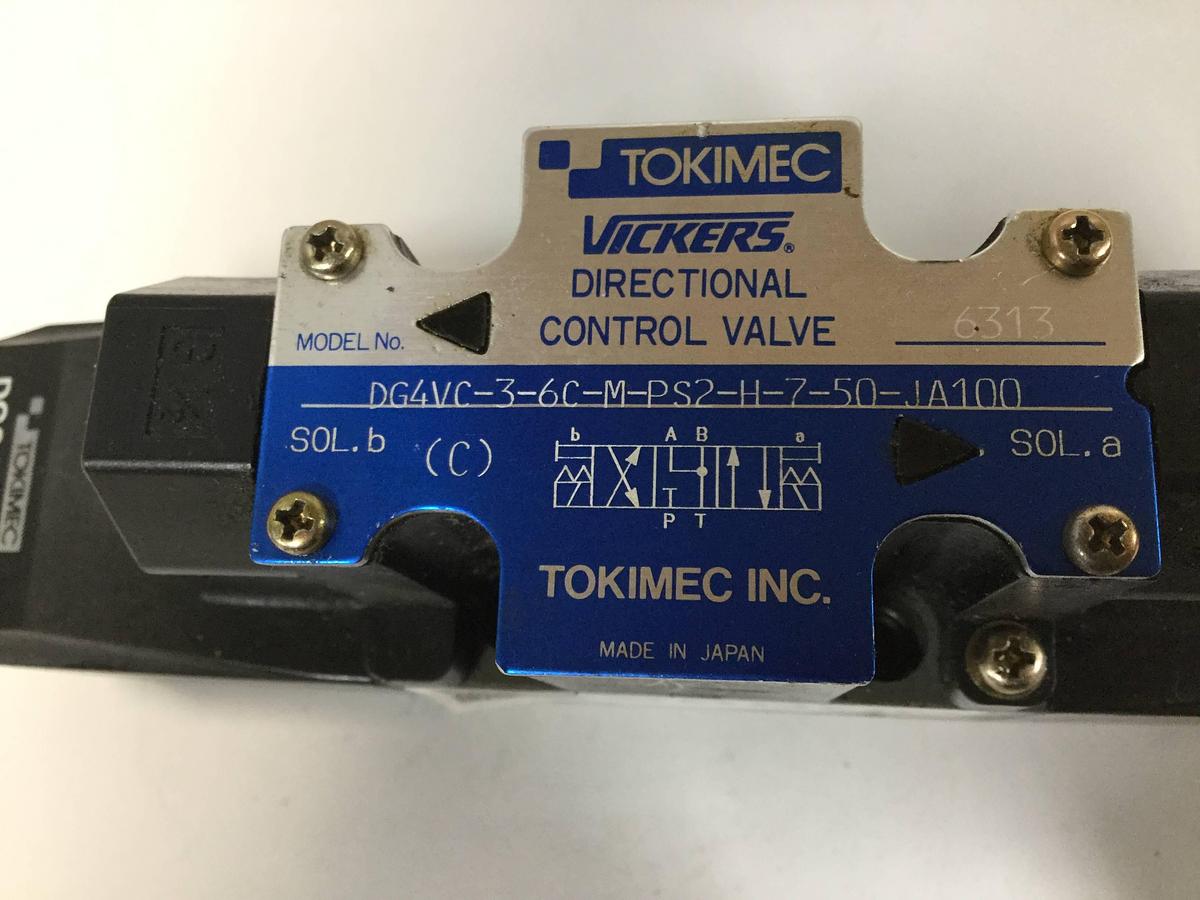 TOKIMEC
VICKERS®
DIRECTIONAL
CONTROL VALVE
MODEL No.
6313
DG4VC-3-6C-M-PS2-H-7-50-JA100
SOL.b
(C)
b A B a
P T
SOL.a
TOKIMEC INC.
MADE IN JAPAN
TOKIMEC